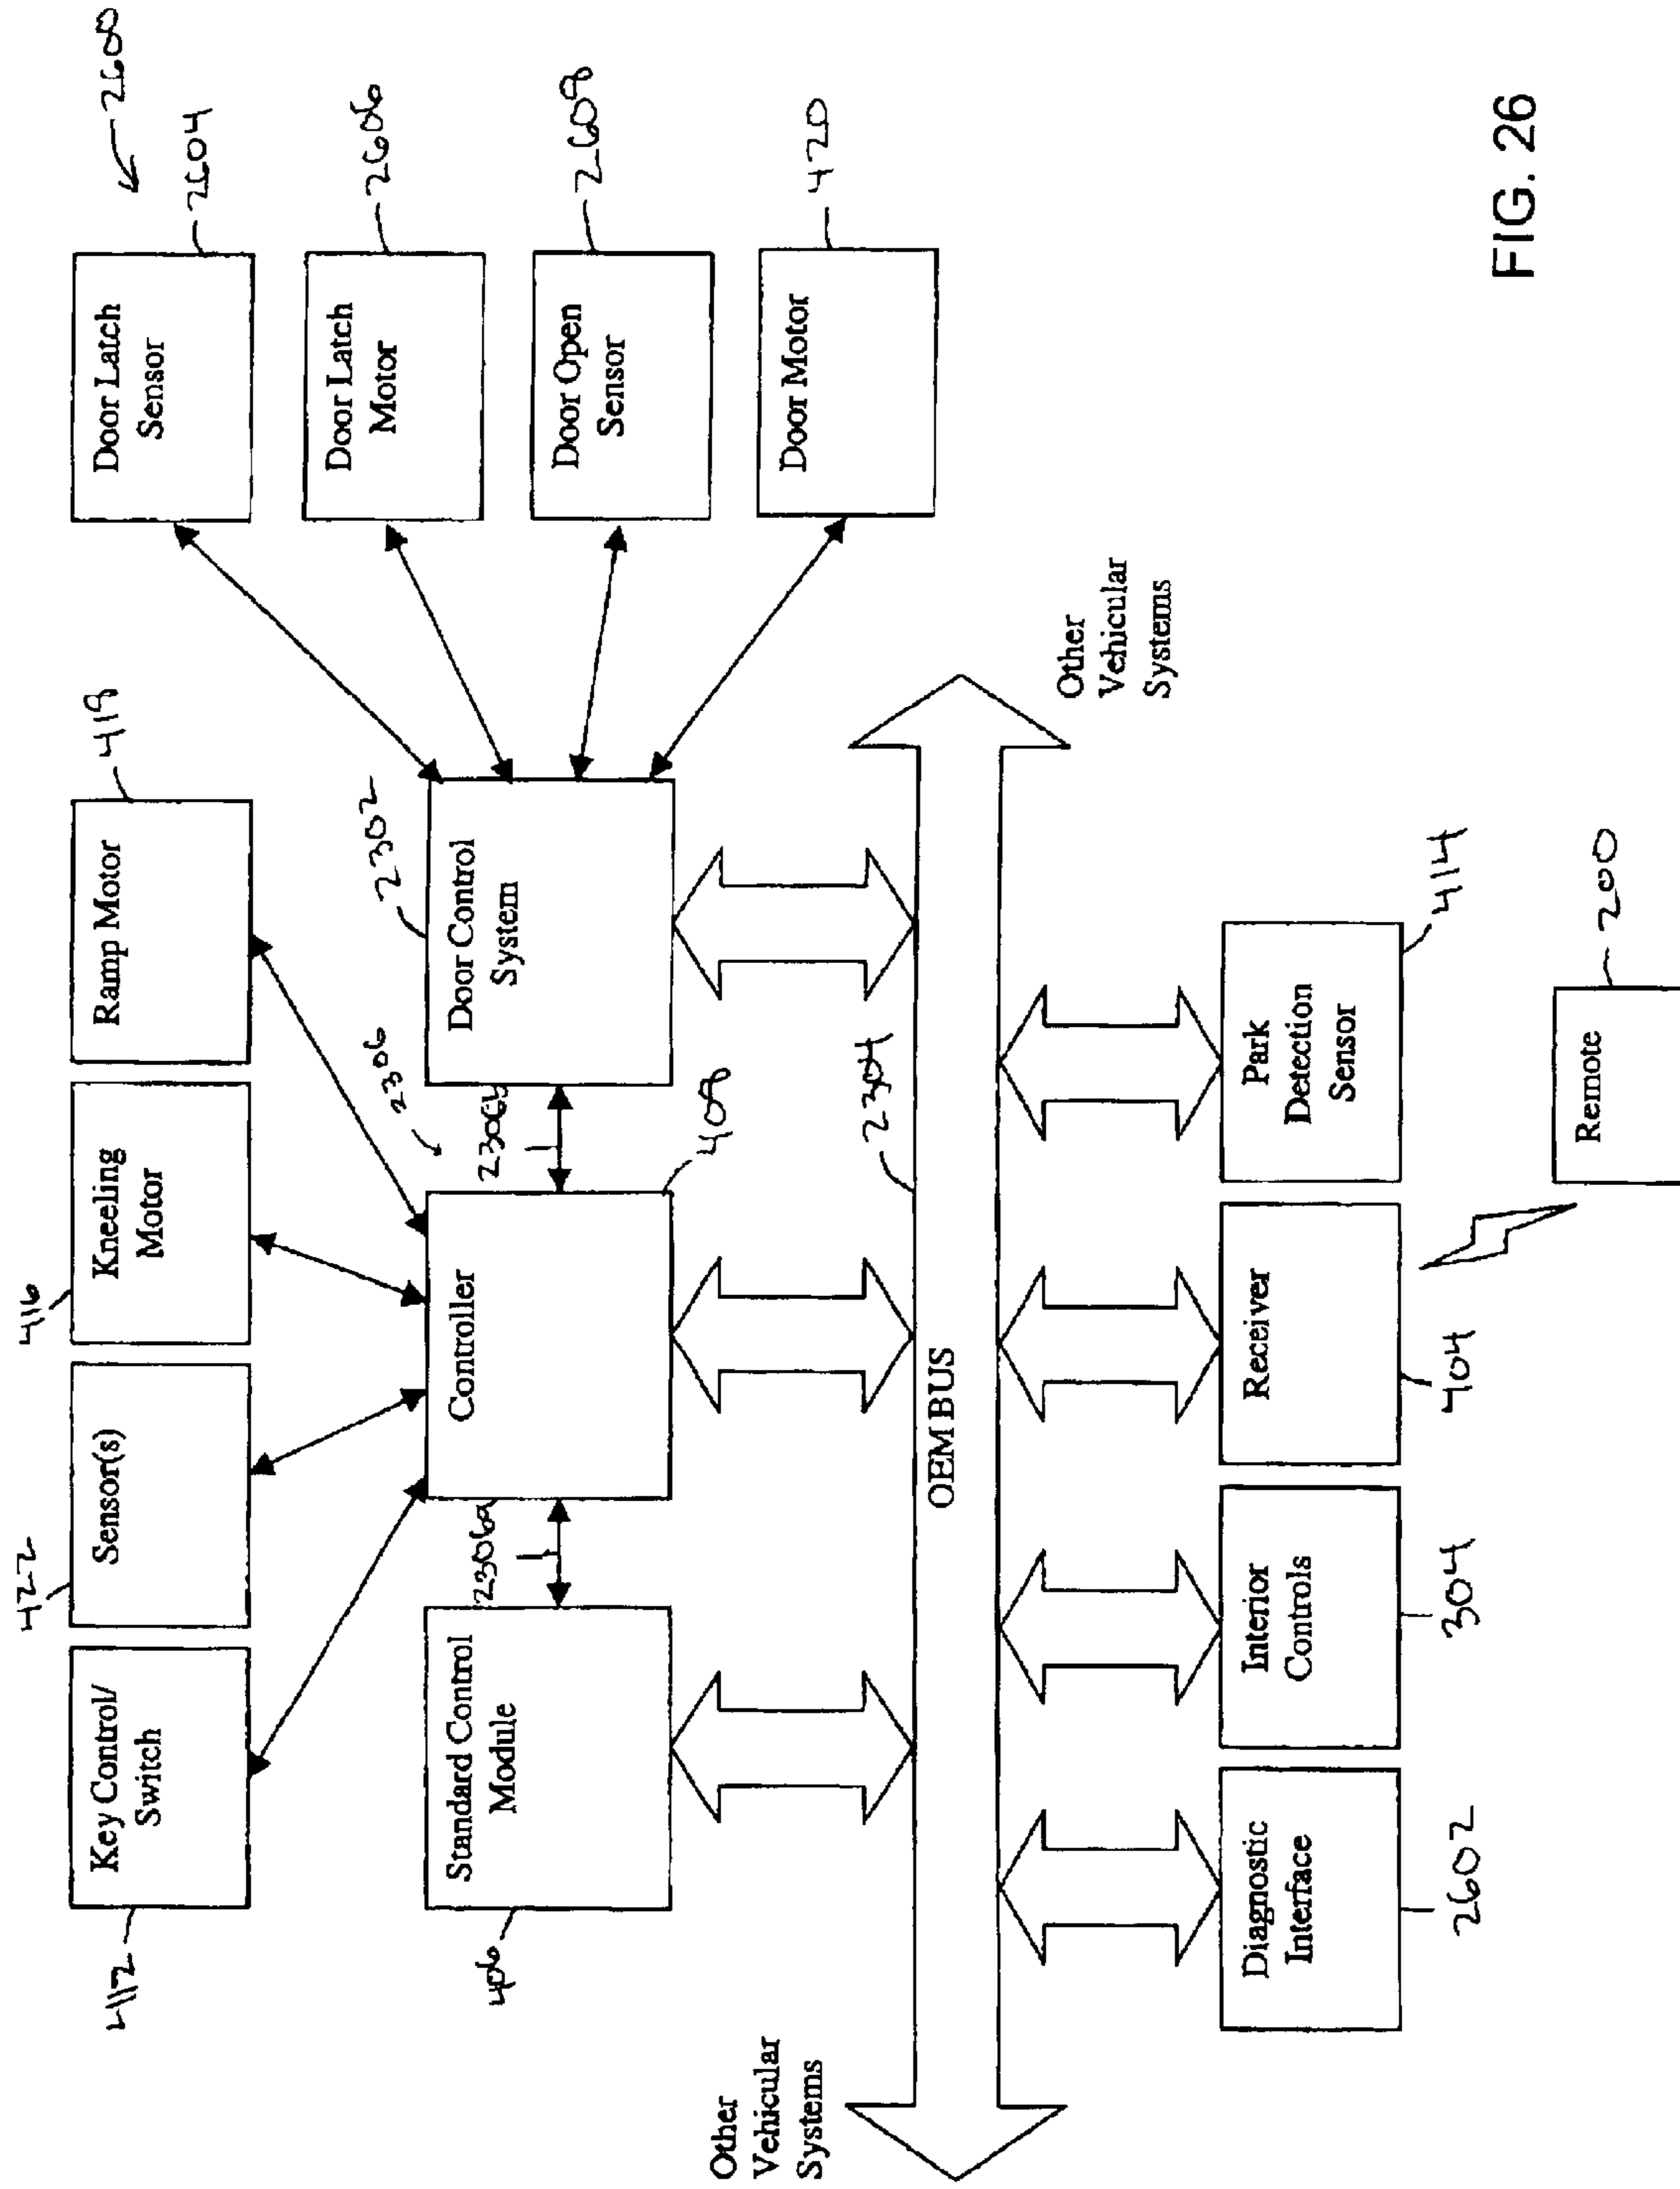 2600
422
416
418
412
Key Control/
Switch
Sensor(s)
Kneeling
Motor
Ramp Motor
Door Latch
Sensor
2604
Door Latch
Motor
2606
Door Open
Sensor
2608
Door Motor
420
406
Standard Control
Module
2306a
Controller
408
2306
2306b
Door Control
System
2302
Other
Vehicular
Systems
OEM BUS
2304
Other
Vehicular
Systems
Diagnostic
Interface
2602
Interior
Controls
304
Receiver
404
Park
Detection
Sensor
414
Remote
200
FIG. 26